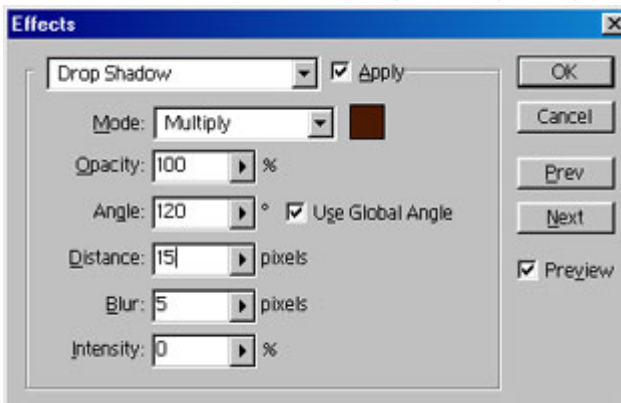 Effects
Drop Shadow Apply OK
Mode: Multiply Cancel
Opacity: 100 % Prev
Angle: 120 ° Use Global Angle Next
Distance: 15 pixels Preview
Blur: 5 pixels
Intensity: 0 %